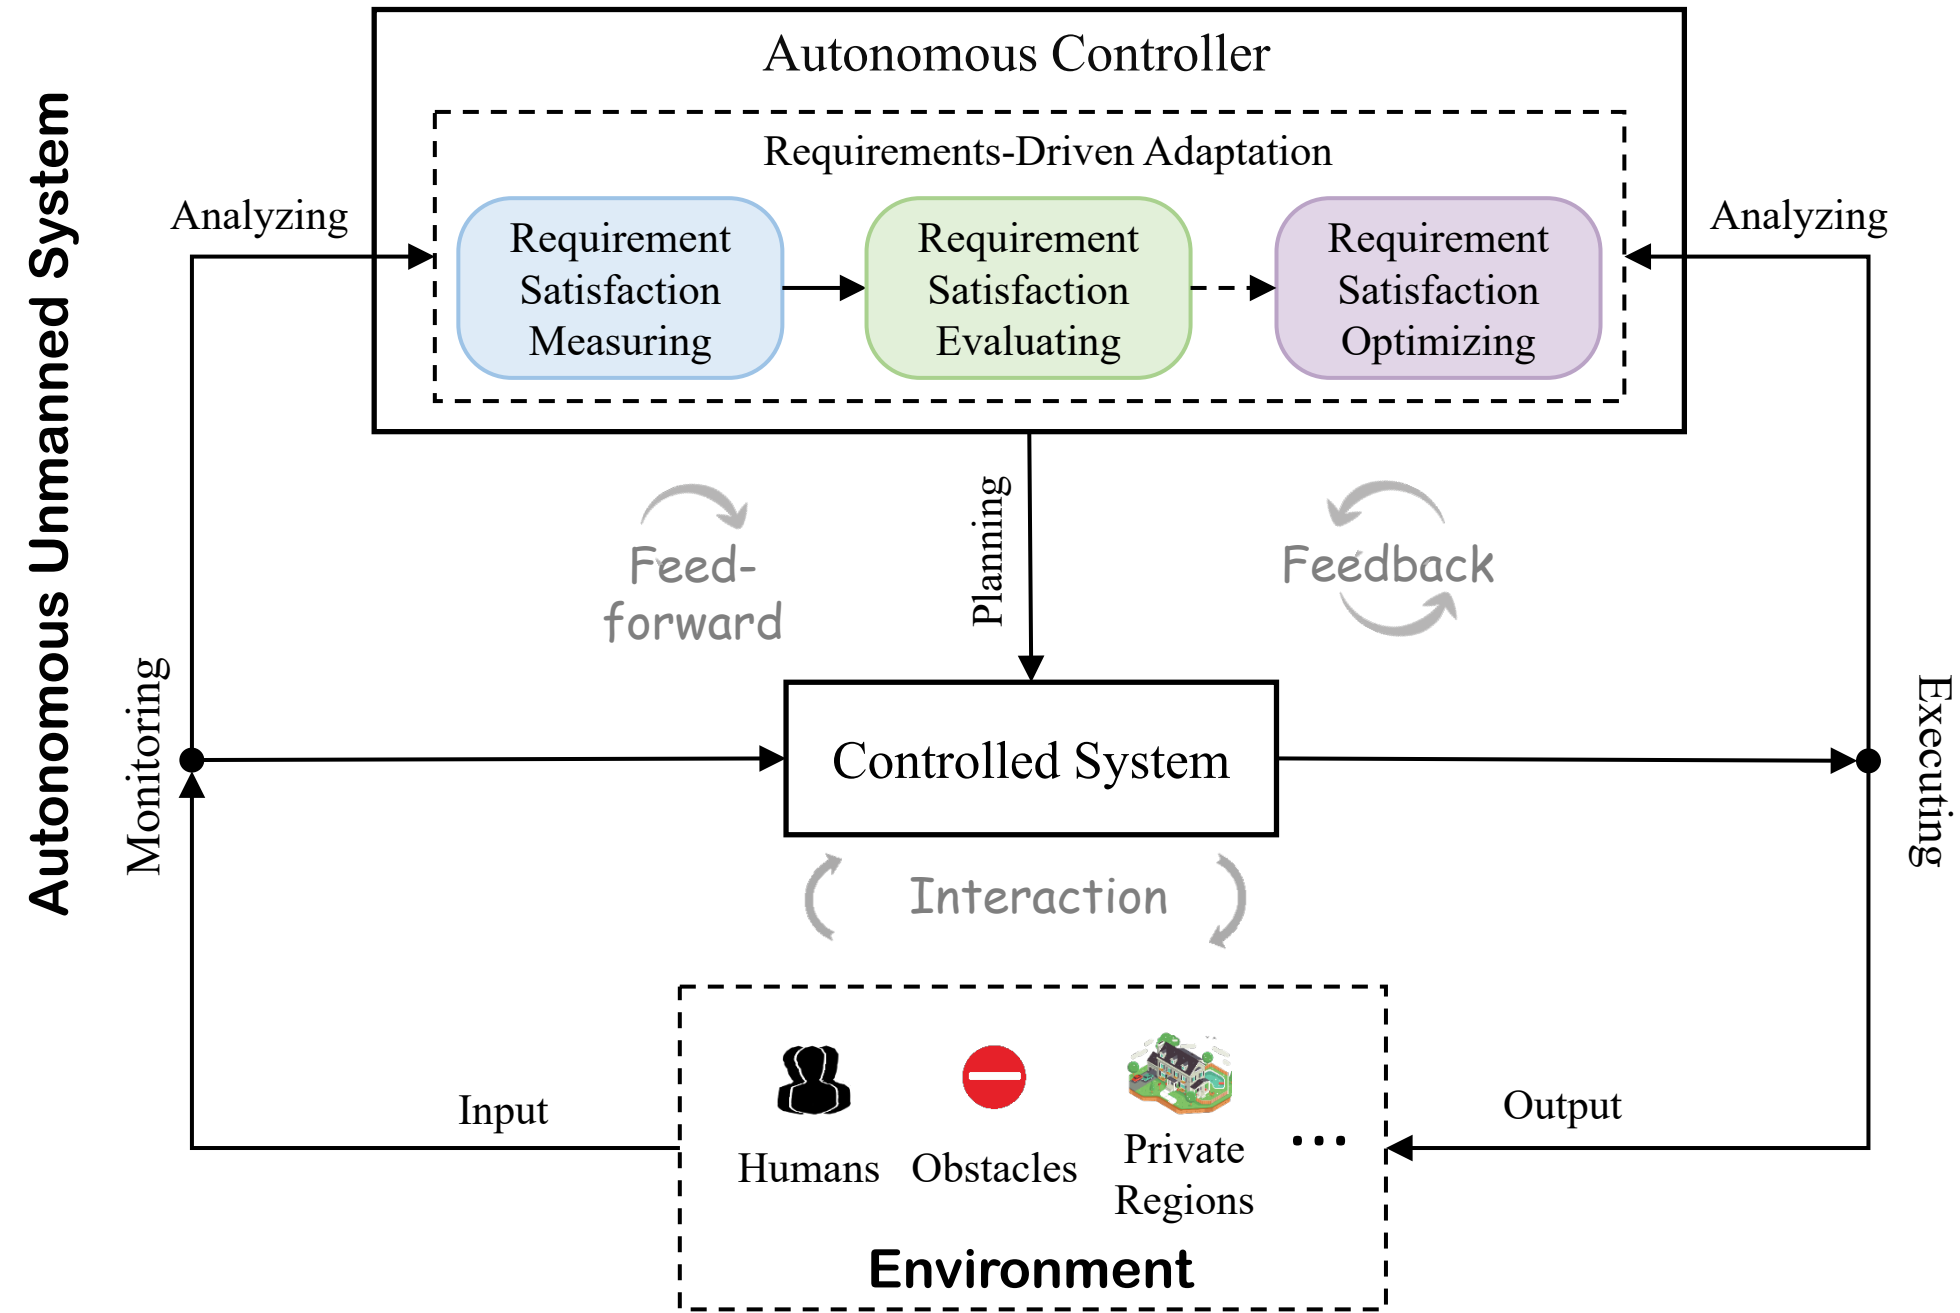 Autonomous Unmanned System
Autonomous Controller
Requirements-Driven Adaptation
Analyzing
Requirement
Satisfaction
Measuring
Requirement
Satisfaction
Evaluating
Requirement
Satisfaction
Optimizing
Analyzing
Feed-
forward
Planning
Feedback
Monitoring
Controlled System
Executing
Interaction
Input
Output
Humans
Obstacles
Private
Regions
...
Environment